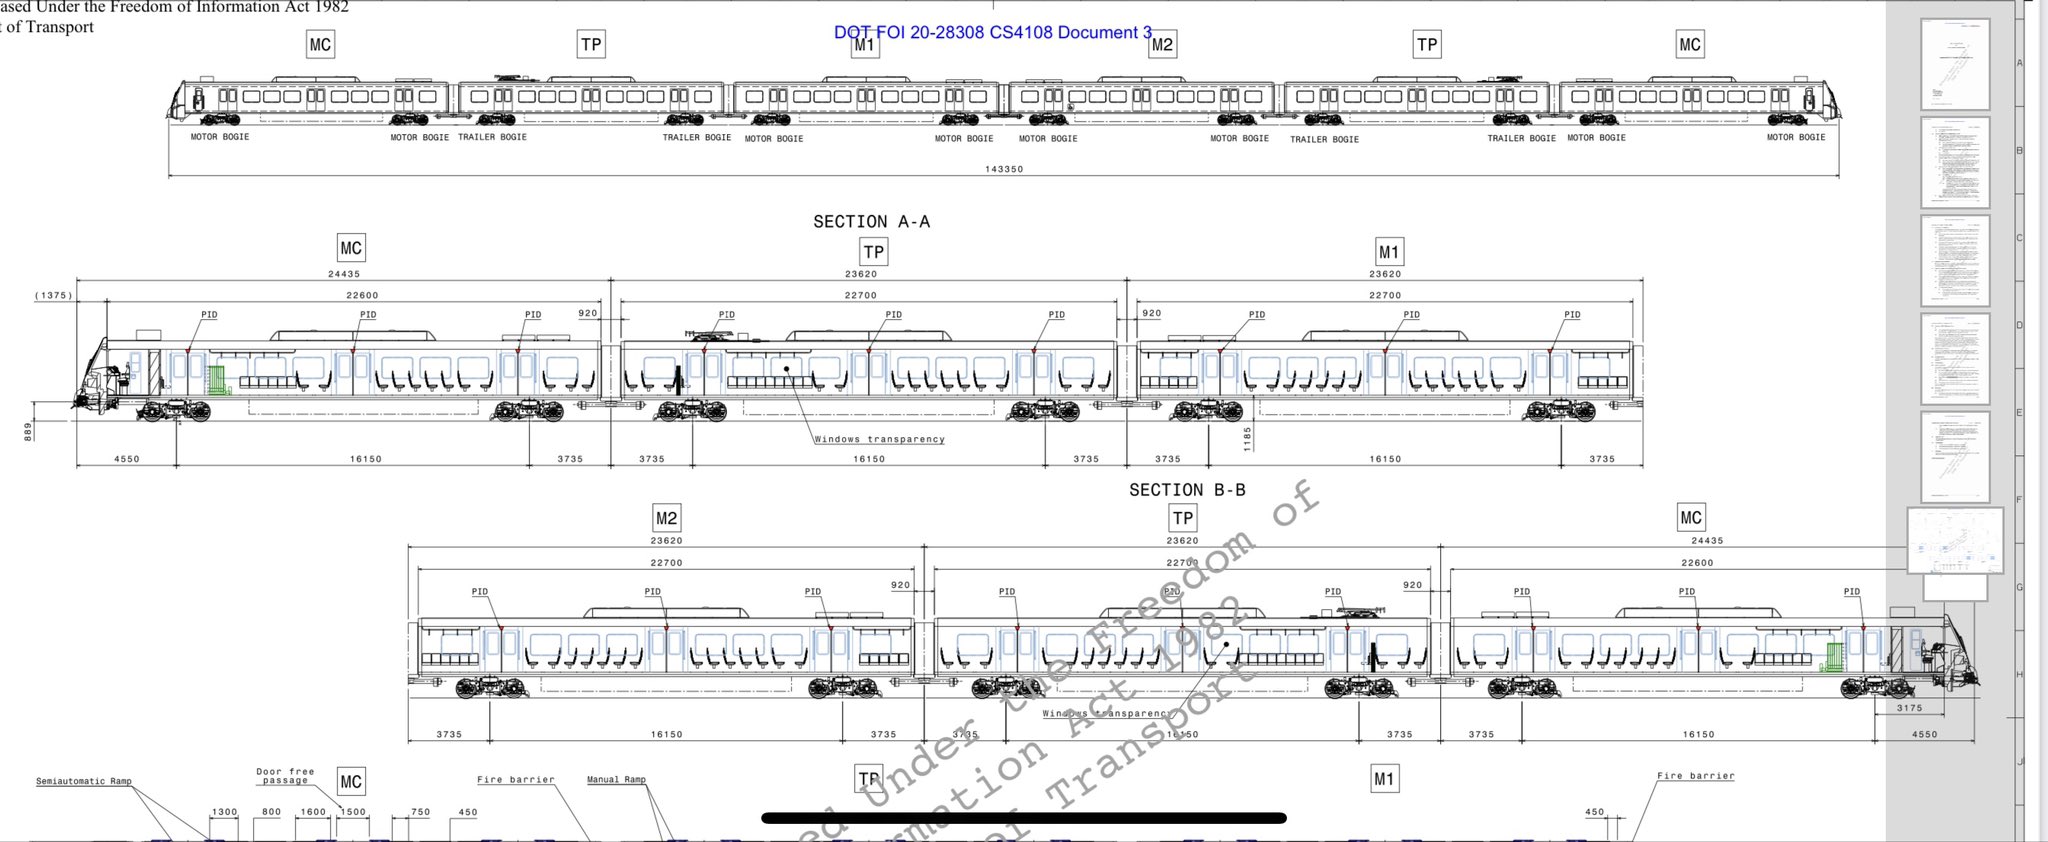 ased Under the Freedom of Information Act 1982
t of Transport
DOT FOI 20-28308 CS4108 Document 3
MC TP M1 M2 TP MC
MOTOR BOGIE MOTOR BOGIE TRAILER BOGIE TRAILER BOGIE MOTOR BOGIE MOTOR BOGIE MOTOR BOGIE MOTOR BOGIE TRAILER BOGIE TRAILER BOGIE MOTOR BOGIE MOTOR BOGIE
143350
SECTION A-A
MC TP M1
24435 23620 23620
(1375) 22600 22700 22700
PID PID PID 920 PID PID PID 920 PID PID PID
889
Windows transparency
1185
4550 16150 3735 3735 16150 3735 3735 16150 3735
SECTION B-B
M2 TP MC
23620 23620 24435
22700 22700 22600
PID PID PID 920 PID PID PID 920 PID PID PID
Windows transparency
3175
3735 16150 3735 3735 16150 3735 3735 16150 4550
MC TP M1
Semiautomatic Ramp
Door free
passage
Fire barrier
Manual Ramp
Fire barrier
1300 800 1600 1500 750 450 450
ed Under the Freedom of
rmation Act 1982
r Transport
A
B
C
D
E
F
G
H
J